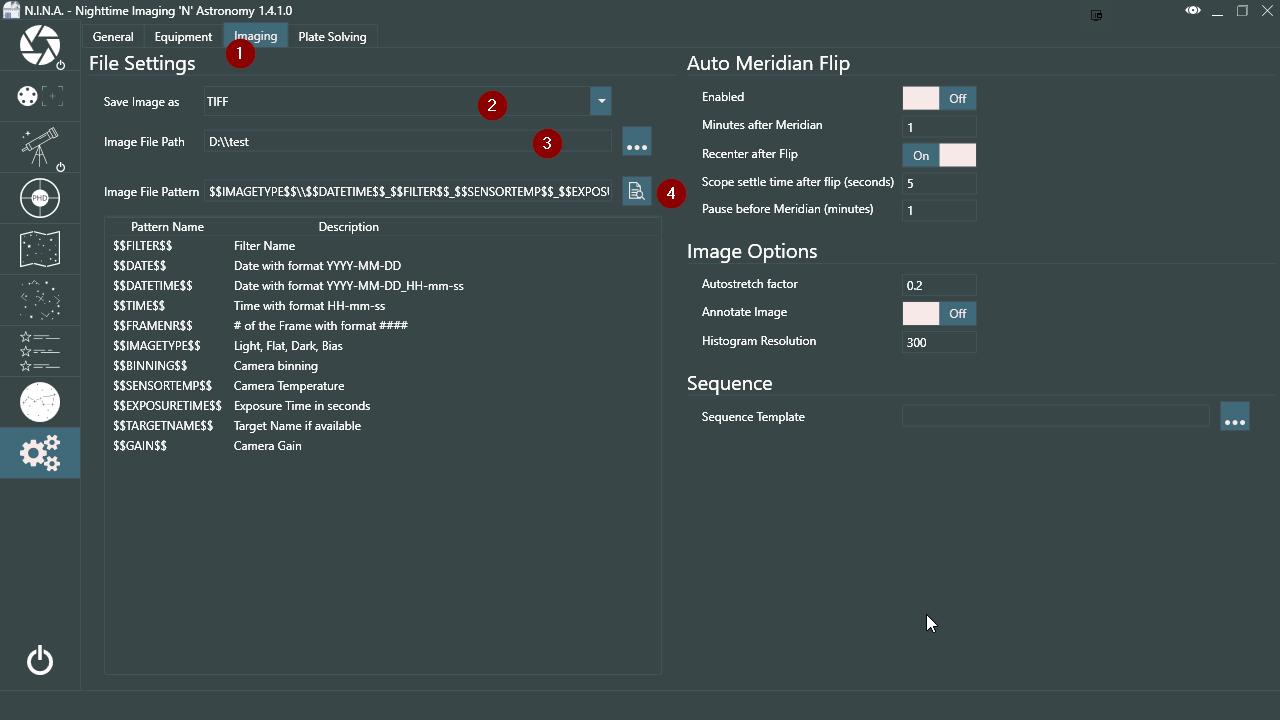 N.I.N.A. - Nighttime Imaging 'N' Astronomy 1.4.1.0
General Equipment Imaging Plate Solving
1
File Settings
Save Image as TIFF 2
Image File Path D:\\test 3
Image File Pattern $$IMAGETYPE$$\\$$DATETIME$$_$$FILTER$$_$$SENSORTEMP$$_$$EXPOSU 4
Pattern Name Description
$$FILTER$$ Filter Name
$$DATE$$ Date with format YYYY-MM-DD
$$DATETIME$$ Date with format YYYY-MM-DD_HH-mm-ss
$$TIME$$ Time with format HH-mm-ss
$$FRAMENR$$ # of the Frame with format ####
$$IMAGETYPE$$ Light, Flat, Dark, Bias
$$BINNING$$ Camera binning
$$SENSORTEMP$$ Camera Temperature
$$EXPOSURETIME$$ Exposure Time in seconds
$$TARGETNAME$$ Target Name if available
$$GAIN$$ Camera Gain
PHD
Auto Meridian Flip
Enabled Off
Minutes after Meridian 1
Recenter after Flip On
Scope settle time after flip (seconds) 5
Pause before Meridian (minutes) 1
Image Options
Autostretch factor 0.2
Annotate Image Off
Histogram Resolution 300
Sequence
Sequence Template